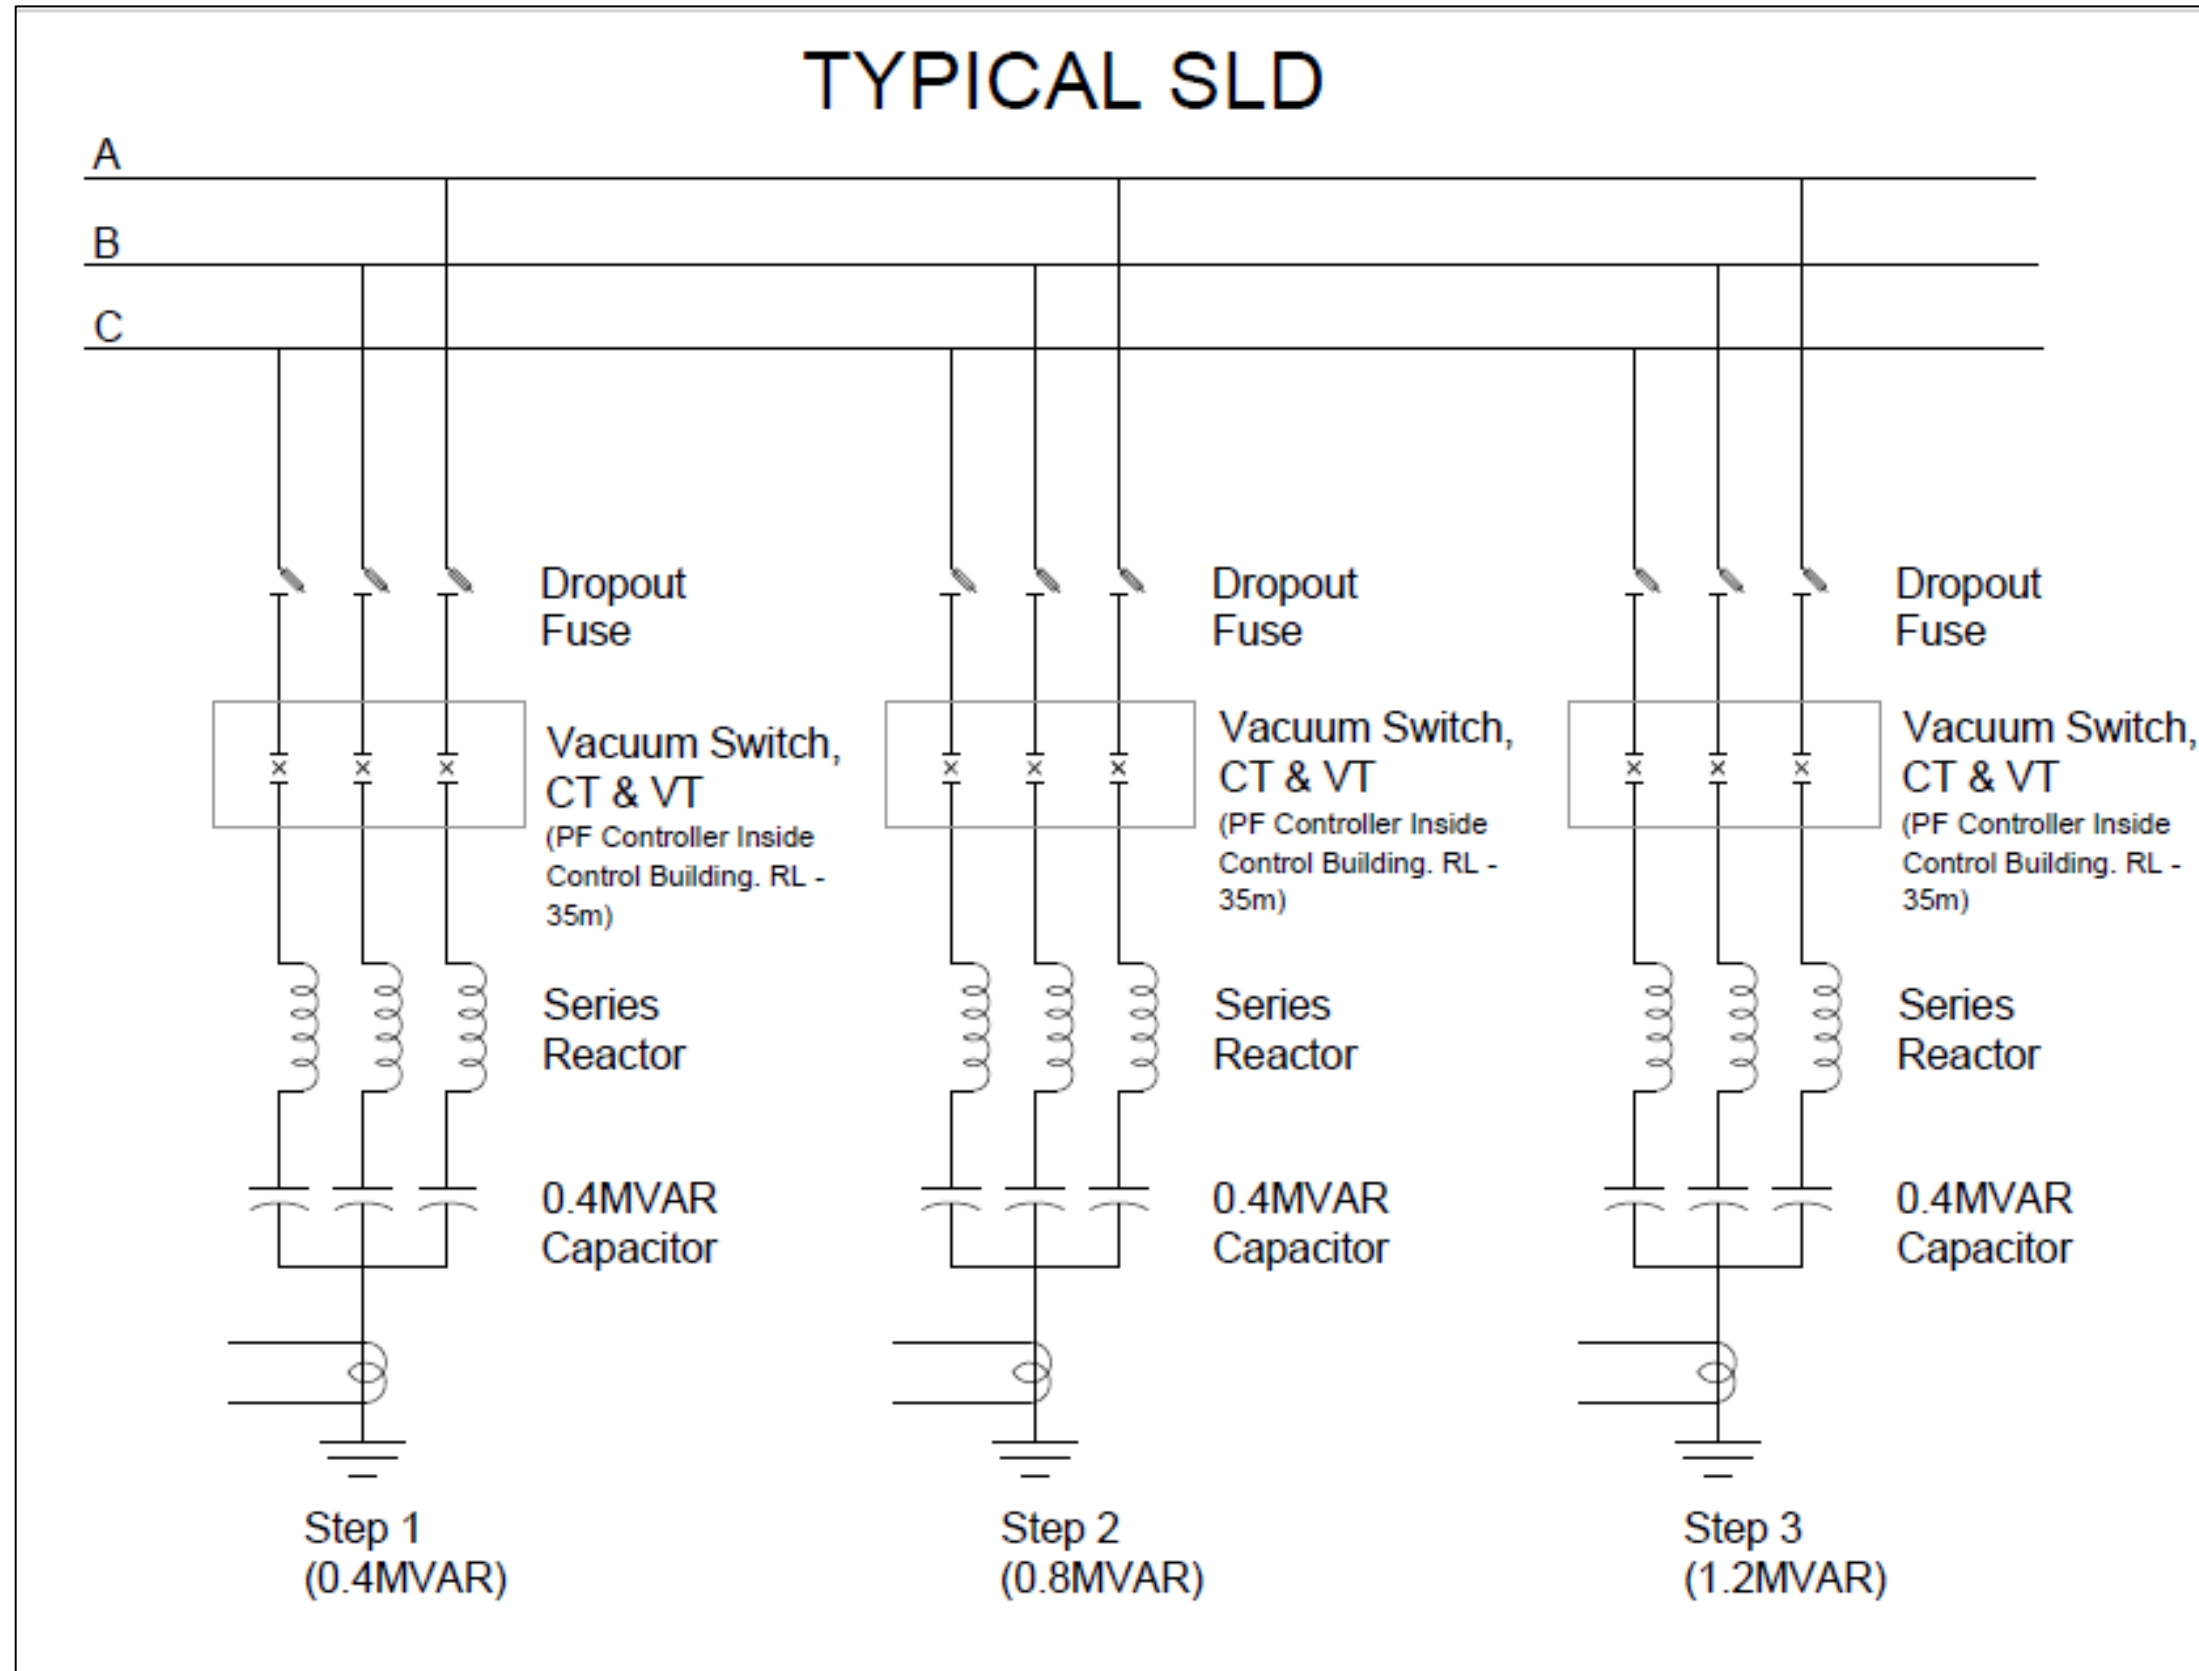 TYPICAL SLD
A
B
C
Dropout
Fuse
Vacuum Switch,
CT & VT
(PF Controller Inside
Control Building. RL -
35m)
Series
Reactor
0.4MVAR
Capacitor
Step 1
(0.4MVAR)
Dropout
Fuse
Vacuum Switch,
CT & VT
(PF Controller Inside
Control Building. RL -
35m)
Series
Reactor
0.4MVAR
Capacitor
Step 2
(0.8MVAR)
Dropout
Fuse
Vacuum Switch,
CT & VT
(PF Controller Inside
Control Building. RL -
35m)
Series
Reactor
0.4MVAR
Capacitor
Step 3
(1.2MVAR)